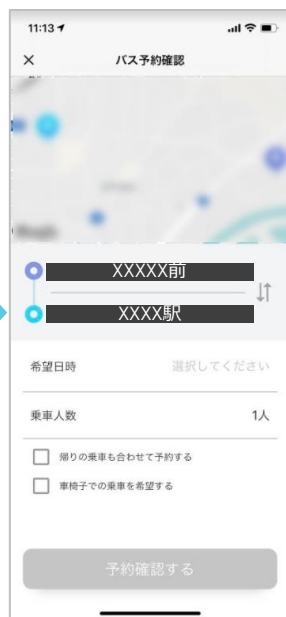 11:13
バス予約確認
XXXXX前
XXXX駅
希望日時 選択してください
乗車人数 1人
帰りの乗車も合わせて予約する
車椅子での乗車を希望する
予約確認する